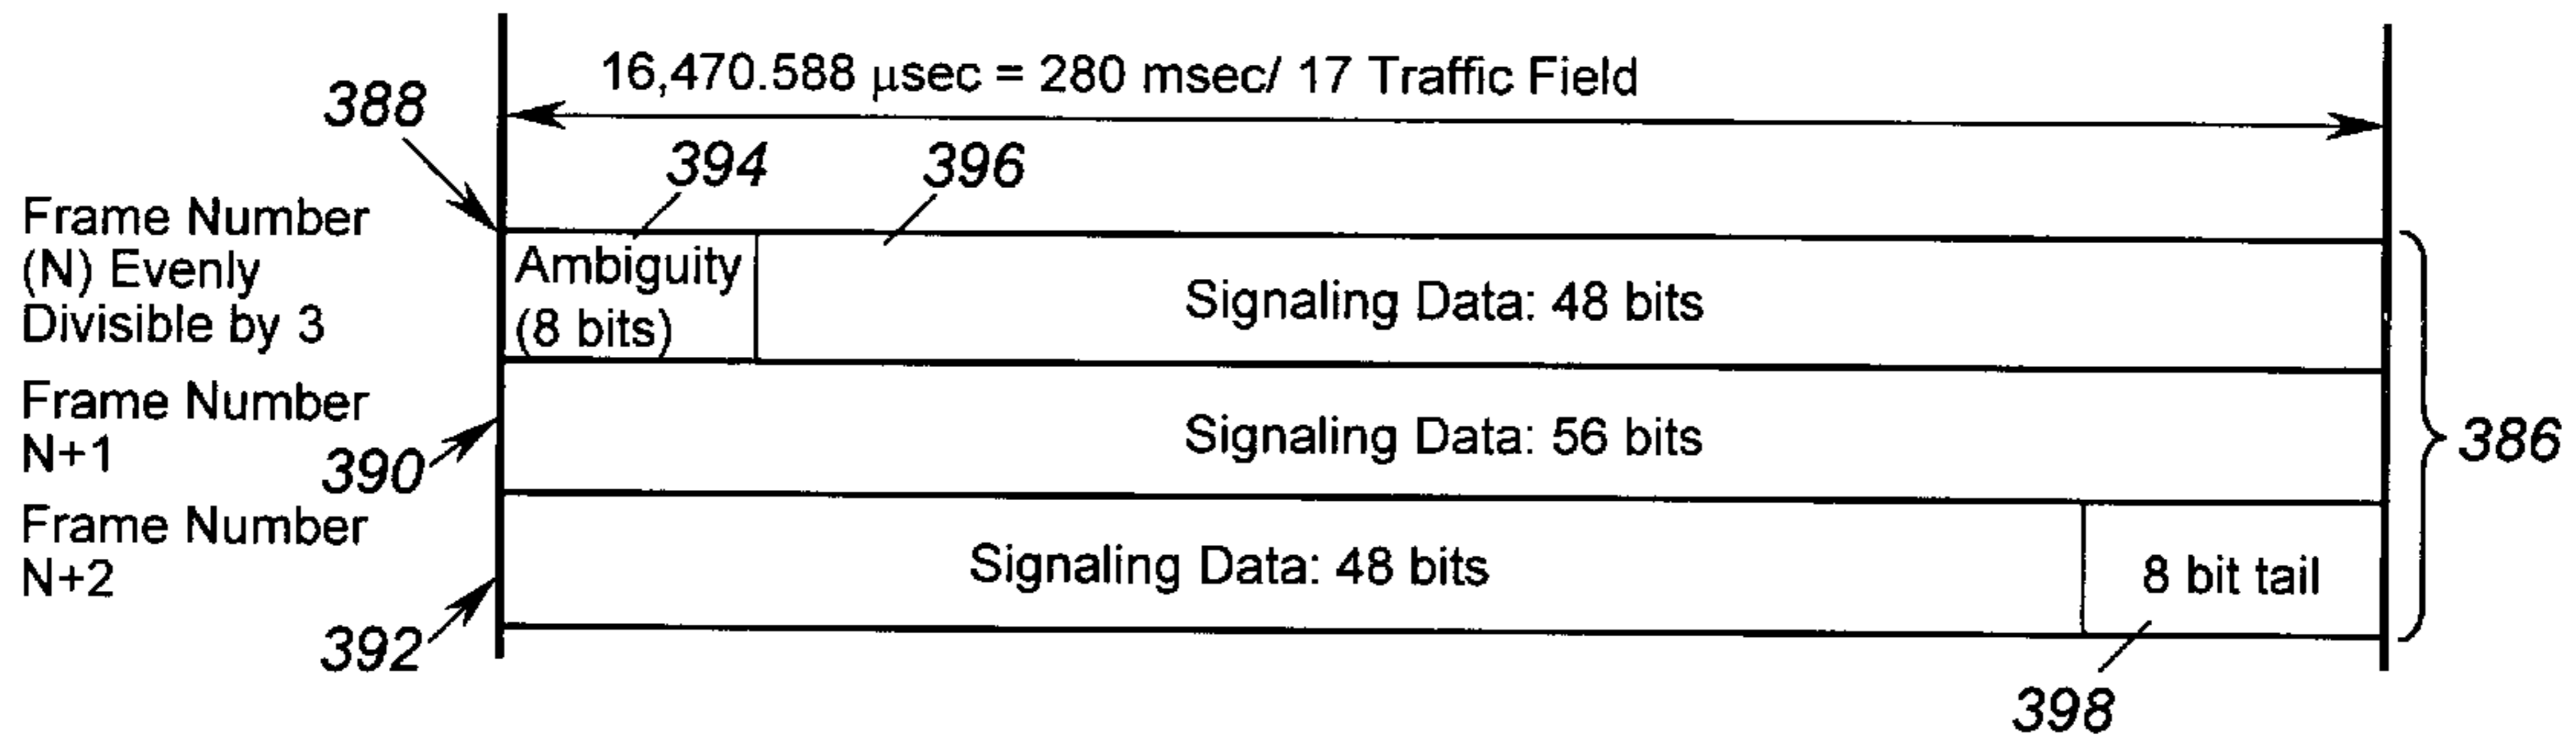 16,470.588 μsec = 280 msec/ 17 Traffic Field
388
394
396
Frame Number
(N) Evenly
Divisible by 3
Ambiguity
(8 bits)
Signaling Data: 48 bits
Frame Number
N+1
390
Signaling Data: 56 bits
386
Frame Number
N+2
392
Signaling Data: 48 bits
8 bit tail
398